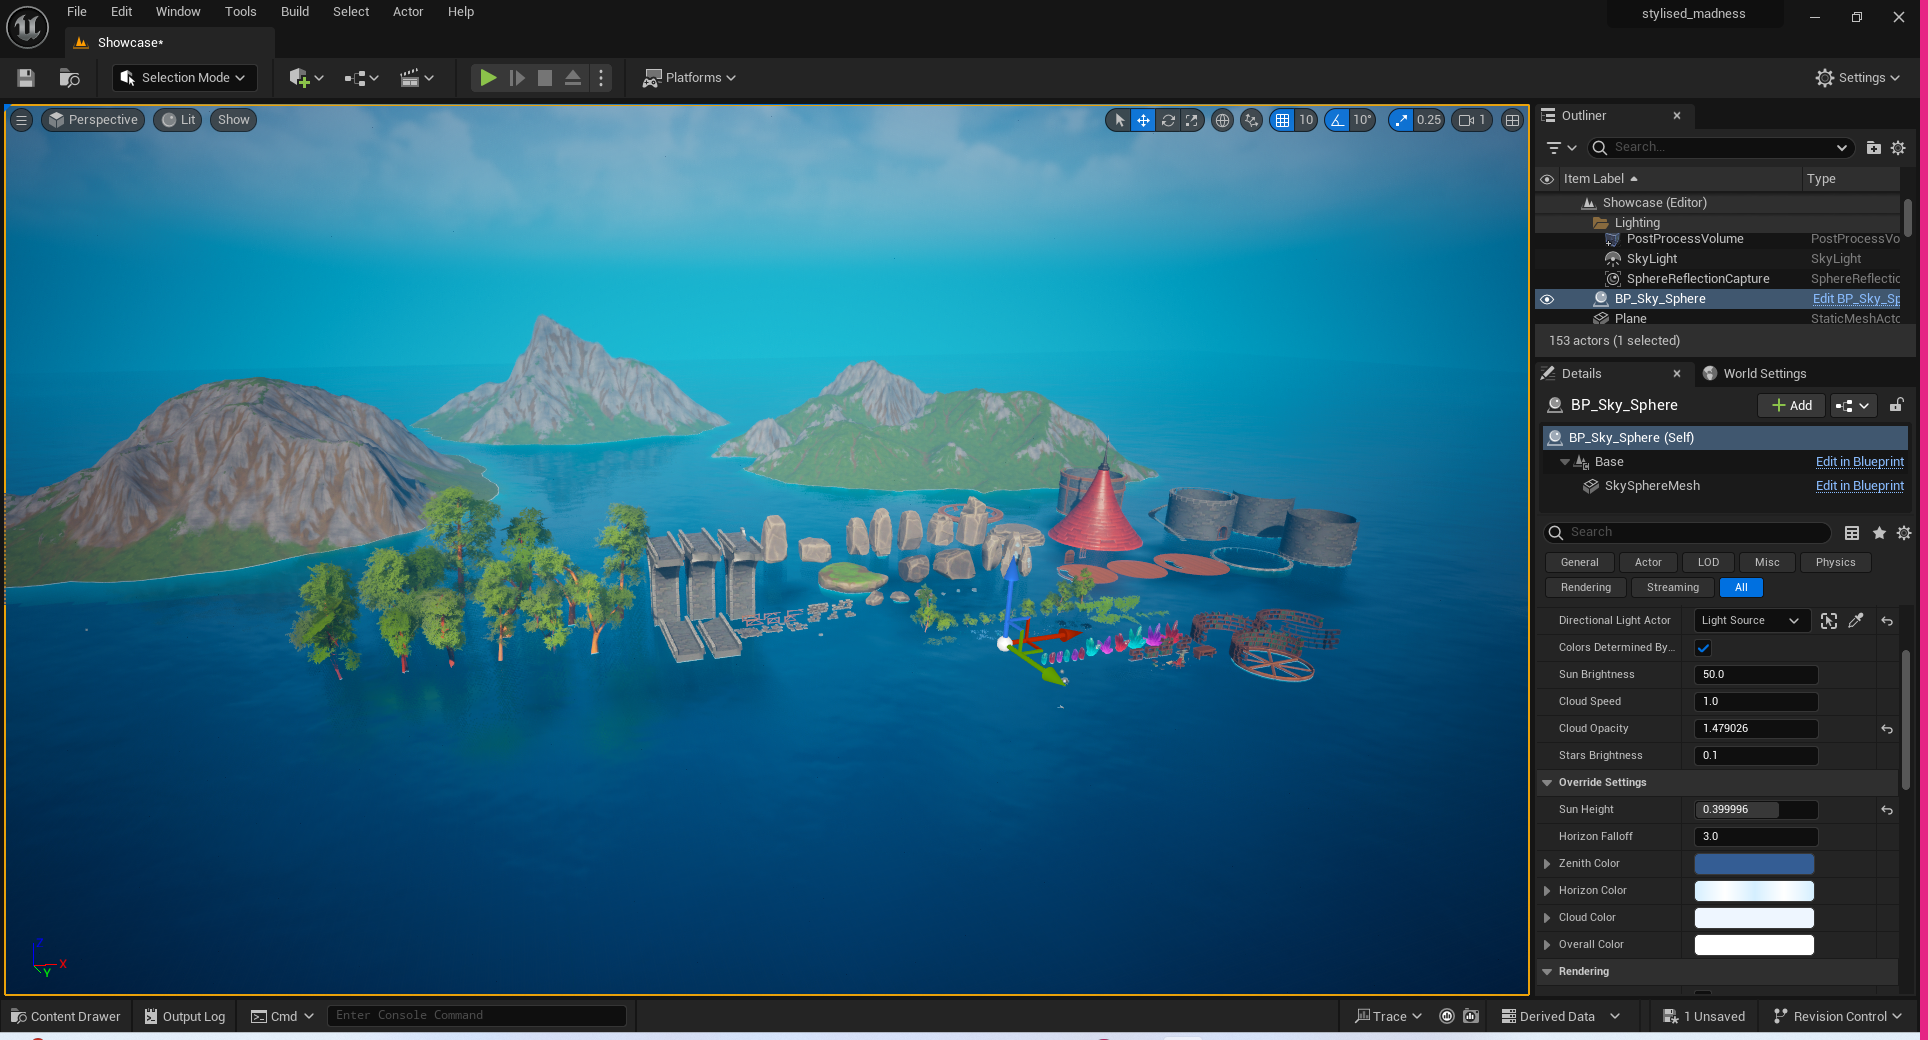 File Edit Window Tools Build Select Actor Help
stylised_madness
Showcase*
Selection Mode
Platforms
Settings
Perspective Lit Show
10 10° 0.25 1
Outliner
Search...
Item Label Type
Showcase (Editor)
Lighting
PostProcessVolume PostProcessVo
SkyLight SkyLight
SphereReflectionCapture SphereReflectic
BP_Sky_Sphere Edit BP_Sky_Sp
Plane StaticMeshActo
153 actors (1 selected)
Details World Settings
BP_Sky_Sphere Add
BP_Sky_Sphere (Self)
Base Edit in Blueprint
SkySphereMesh Edit in Blueprint
Search
General Actor LOD Misc Physics
Rendering Streaming All
Directional Light Actor Light Source
Colors Determined By...
Sun Brightness 50.0
Cloud Speed 1.0
Cloud Opacity 1.479026
Stars Brightness 0.1
Override Settings
Sun Height 0.399996
Horizon Falloff 3.0
Zenith Color
Horizon Color
Cloud Color
Overall Color
Rendering
Z
X
Y
Content Drawer Output Log Cmd Enter Console Command Trace Derived Data 1 Unsaved Revision Control